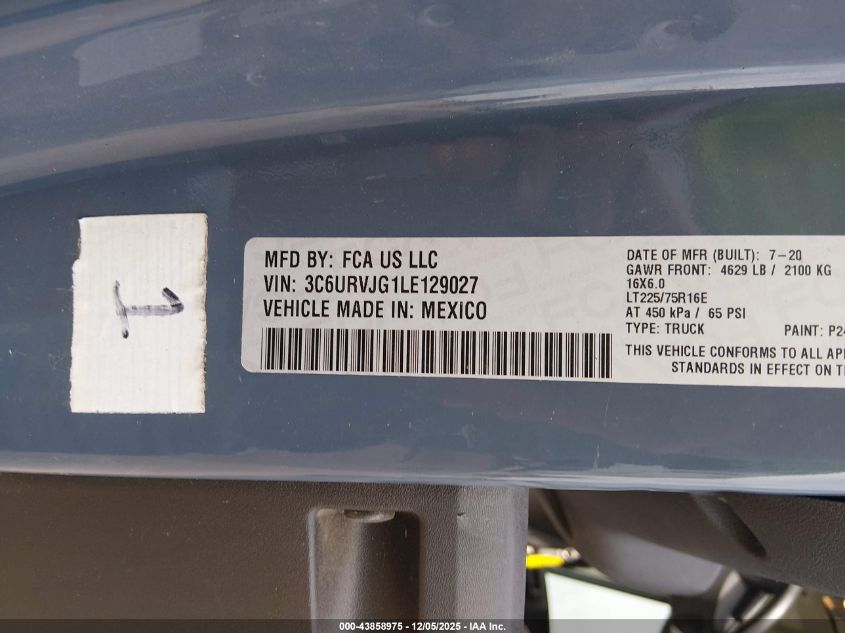 MFD BY: FCA US LLC
VIN: 3C6URVJG1LE129027
VEHICLE MADE IN: MEXICO
DATE OF MFR (BUILT): 7-20
GAWR FRONT: 4629 LB / 2100 KG
16X6.0
LT225/75R16E
AT 450 kPa / 65 PSI
TYPE: TRUCK PAINT: P24
THIS VEHICLE CONFORMS TO ALL APP
STANDARDS IN EFFECT ON T
000-43858975 - 12/05/2025 - IAA Inc.